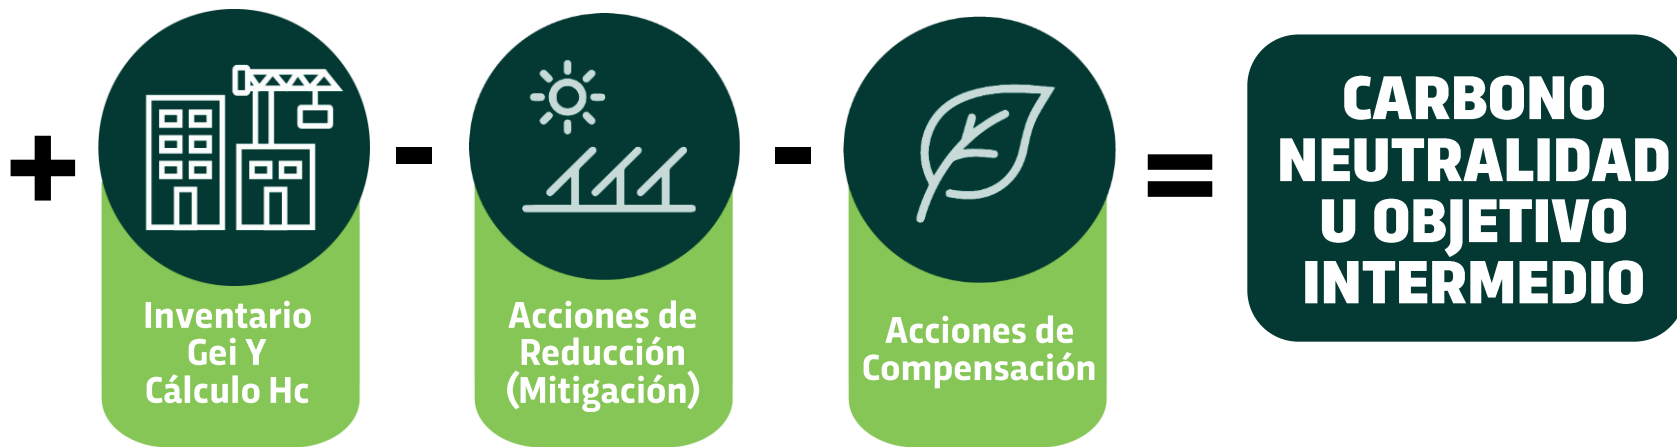 +
Inventario
Gei Y
Cálculo Hc
-
Acciones de
Reducción
(Mitigación)
-
Acciones de
Compensación
=
CARBONO
NEUTRALIDAD
U OBJETIVO
INTERMEDIO